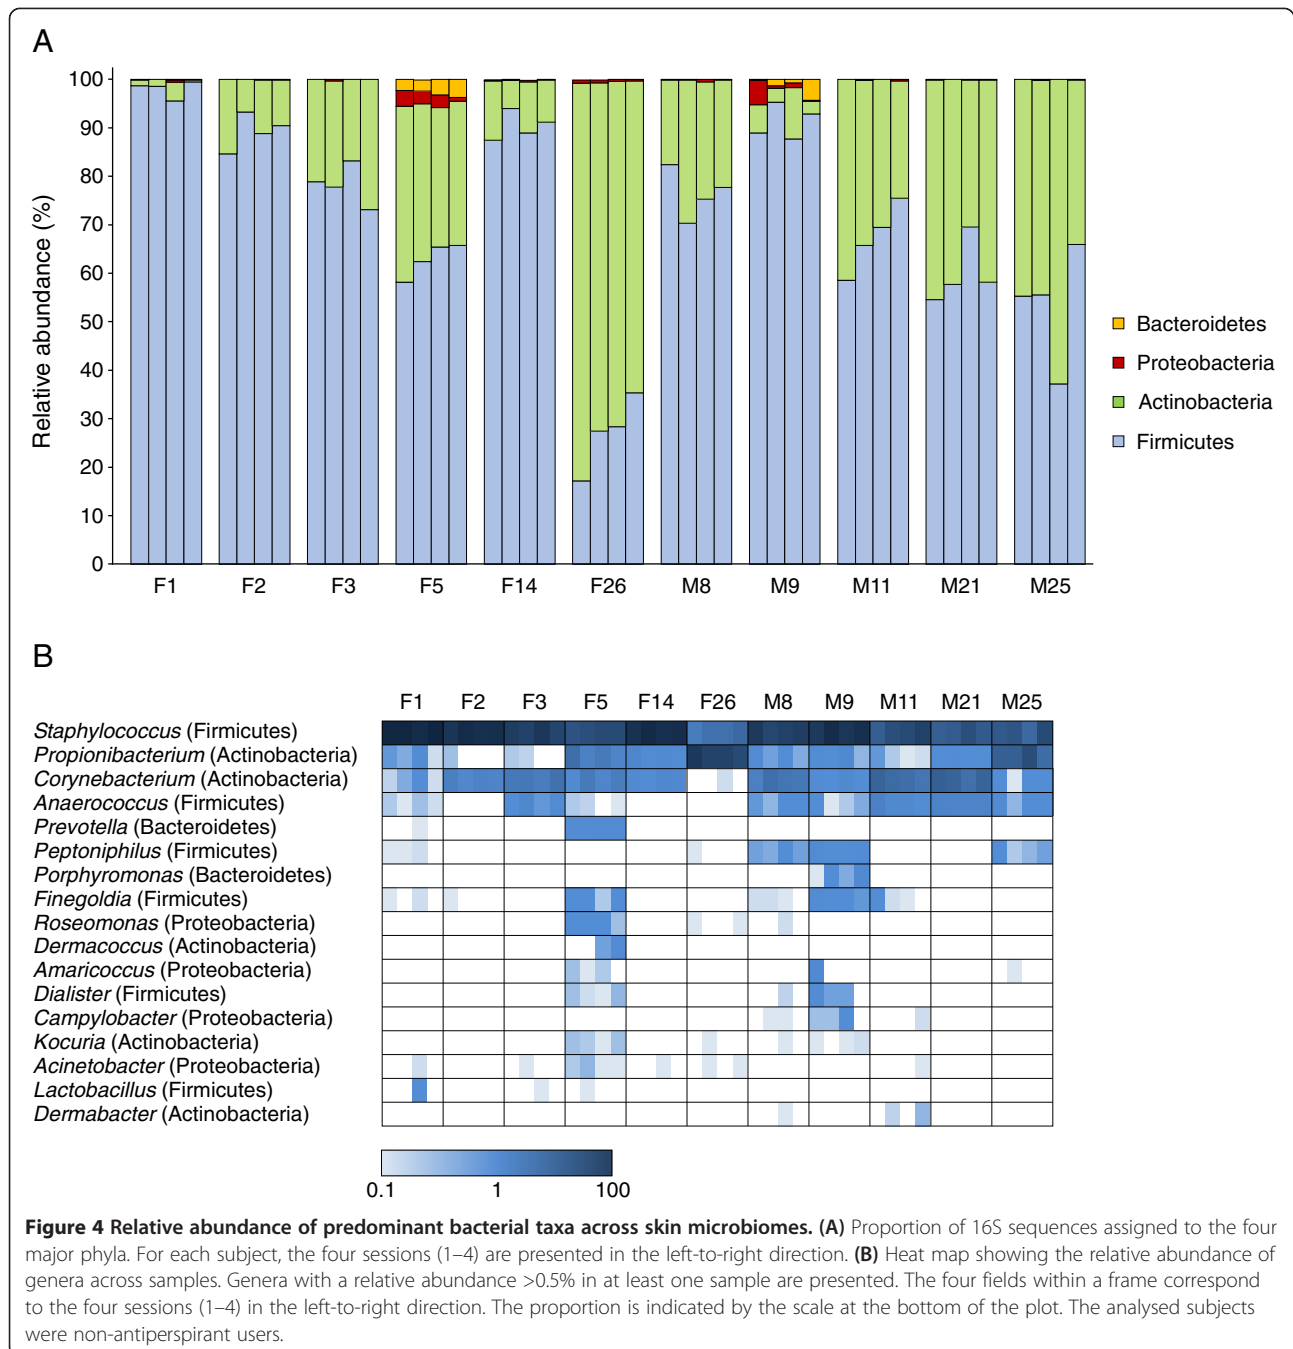 A
Relative abundance (%)
100
90
80
70
60
50
40
30
20
10
0
F1 F2 F3 F5 F14 F26 M8 M9 M11 M21 M25
Bacteroidetes
Proteobacteria
Actinobacteria
Firmicutes
B
F1 F2 F3 F5 F14 F26 M8 M9 M11 M21 M25
Staphylococcus (Firmicutes)
Propionibacterium (Actinobacteria)
Corynebacterium (Actinobacteria)
Anaerococcus (Firmicutes)
Prevotella (Bacteroidetes)
Peptoniphilus (Firmicutes)
Porphyromonas (Bacteroidetes)
Finegoldia (Firmicutes)
Roseomonas (Proteobacteria)
Dermacoccus (Actinobacteria)
Amaricoccus (Proteobacteria)
Dialister (Firmicutes)
Campylobacter (Proteobacteria)
Kocuria (Actinobacteria)
Acinetobacter (Proteobacteria)
Lactobacillus (Firmicutes)
Dermabacter (Actinobacteria)
0.1 1 100
Figure 4 Relative abundance of predominant bacterial taxa across skin microbiomes. (A) Proportion of 16S sequences assigned to the four
major phyla. For each subject, the four sessions (1–4) are presented in the left-to-right direction. (B) Heat map showing the relative abundance of
genera across samples. Genera with a relative abundance >0.5% in at least one sample are presented. The four fields within a frame correspond
to the four sessions (1–4) in the left-to-right direction. The proportion is indicated by the scale at the bottom of the plot. The analysed subjects
were non-antiperspirant users.